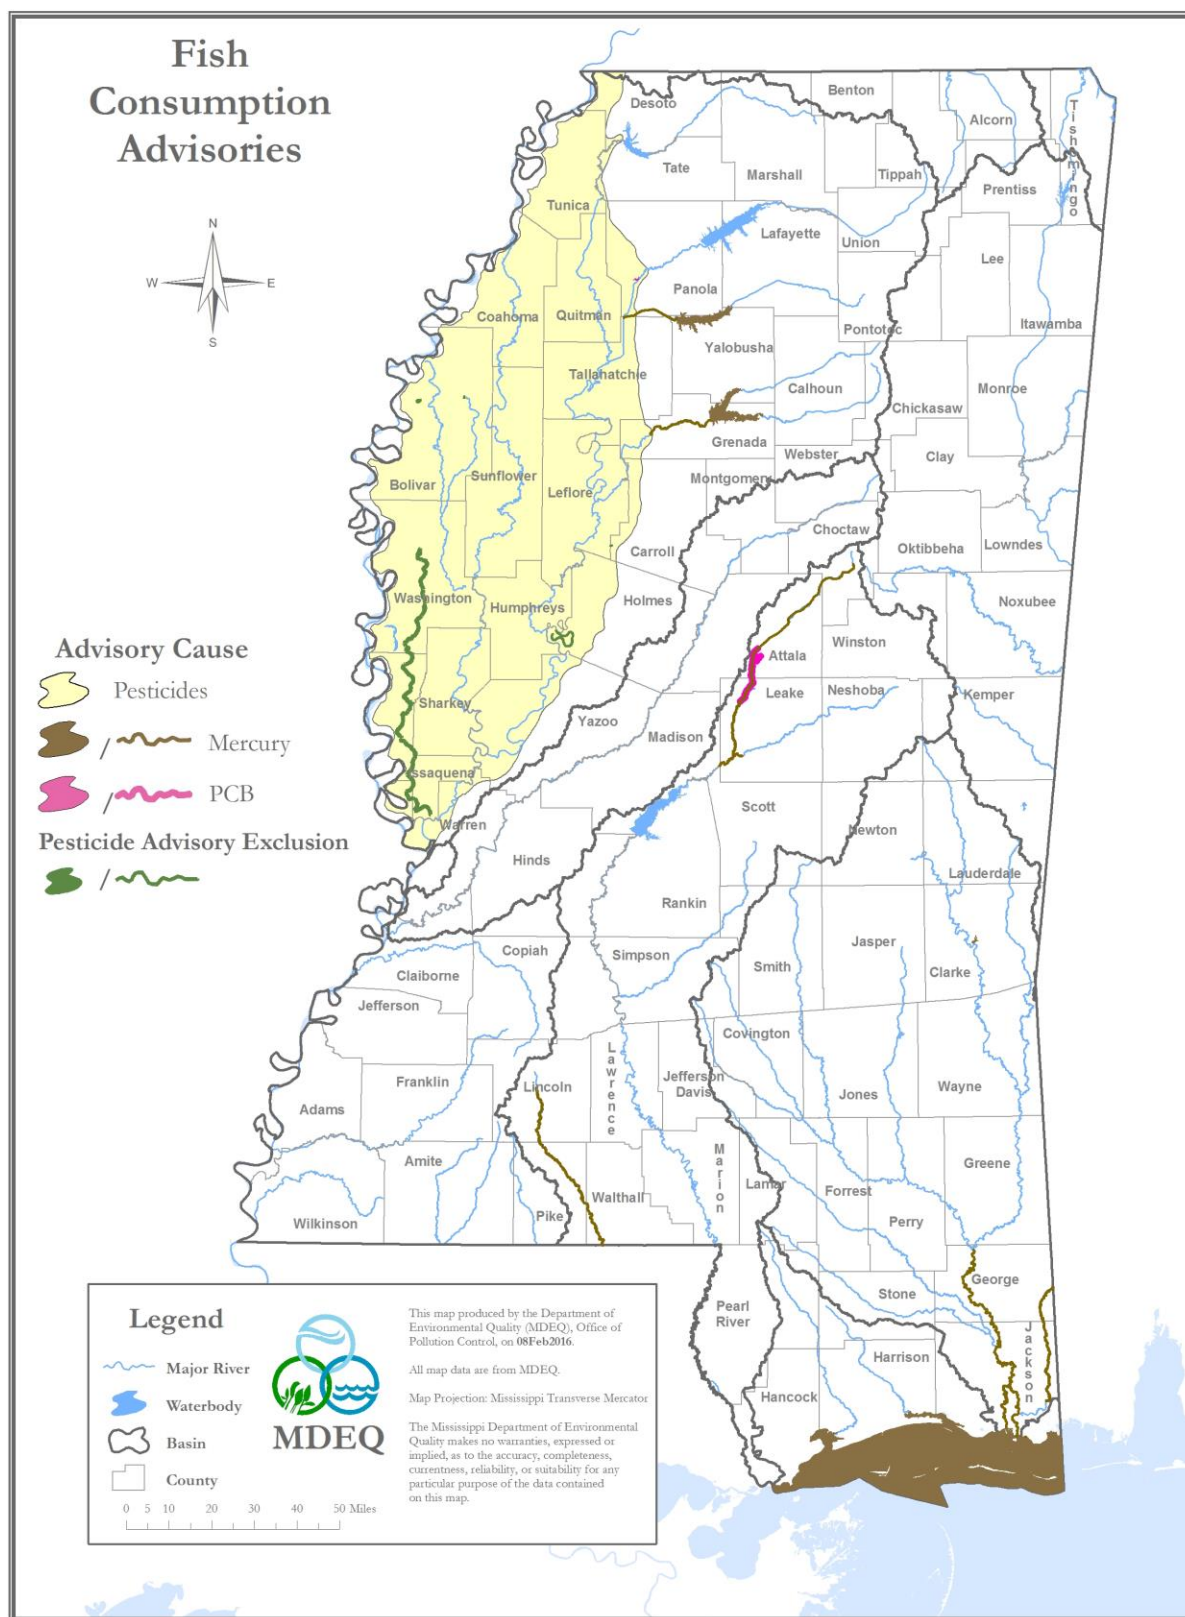 Fish
Consumption
Advisories
N
W
E
S
Desoto
Benton
Alcorn
Tishomingo
Tate
Marshall
Tippah
Prentiss
Tunica
Lafayette
Union
Lee
Panola
Coahoma
Quitman
Pontotoc
Itawamba
Yalobusha
Tallahatchie
Calhoun
Monroe
Chickasaw
Grenada
Webster
Clay
Bolivar
Sunflower
Leflore
Montgomery
Choctaw
Carroll
Oktibbeha
Lowndes
Washington
Humphreys
Holmes
Noxubee
Winston
Attala
Leake
Neshoba
Kemper
Sharkey
Yazoo
Madison
Issaquena
Scott
Newton
Warren
Hinds
Lauderdale
Rankin
Copiah
Simpson
Smith
Jasper
Clarke
Claiborne
Jefferson
Covington
Lawrence
Jefferson
Davis
Franklin
Lincoln
Jones
Wayne
Adams
Amite
Marion
Lamar
Greene
Forrest
Walthall
Wilkinson
Pike
Perry
George
Stone
Pearl
River
Jackson
Harrison
Hancock
Advisory Cause
Pesticides
/ Mercury
/ PCB
Pesticide Advisory Exclusion
/
Legend
Major River
Waterbody
Basin
County
0 5 10 20 30 40 50 Miles
MDEQ
This map produced by the Department of
Environmental Quality (MDEQ), Office of
Pollution Control, on 08Feb2016.
All map data are from MDEQ.
Map Projection: Mississippi Transverse Mercator
The Mississippi Department of Environmental
Quality makes no warranties, expressed or
implied, as to the accuracy, completeness,
currentness, reliability, or suitability for any
particular purpose of the data contained
on this map.